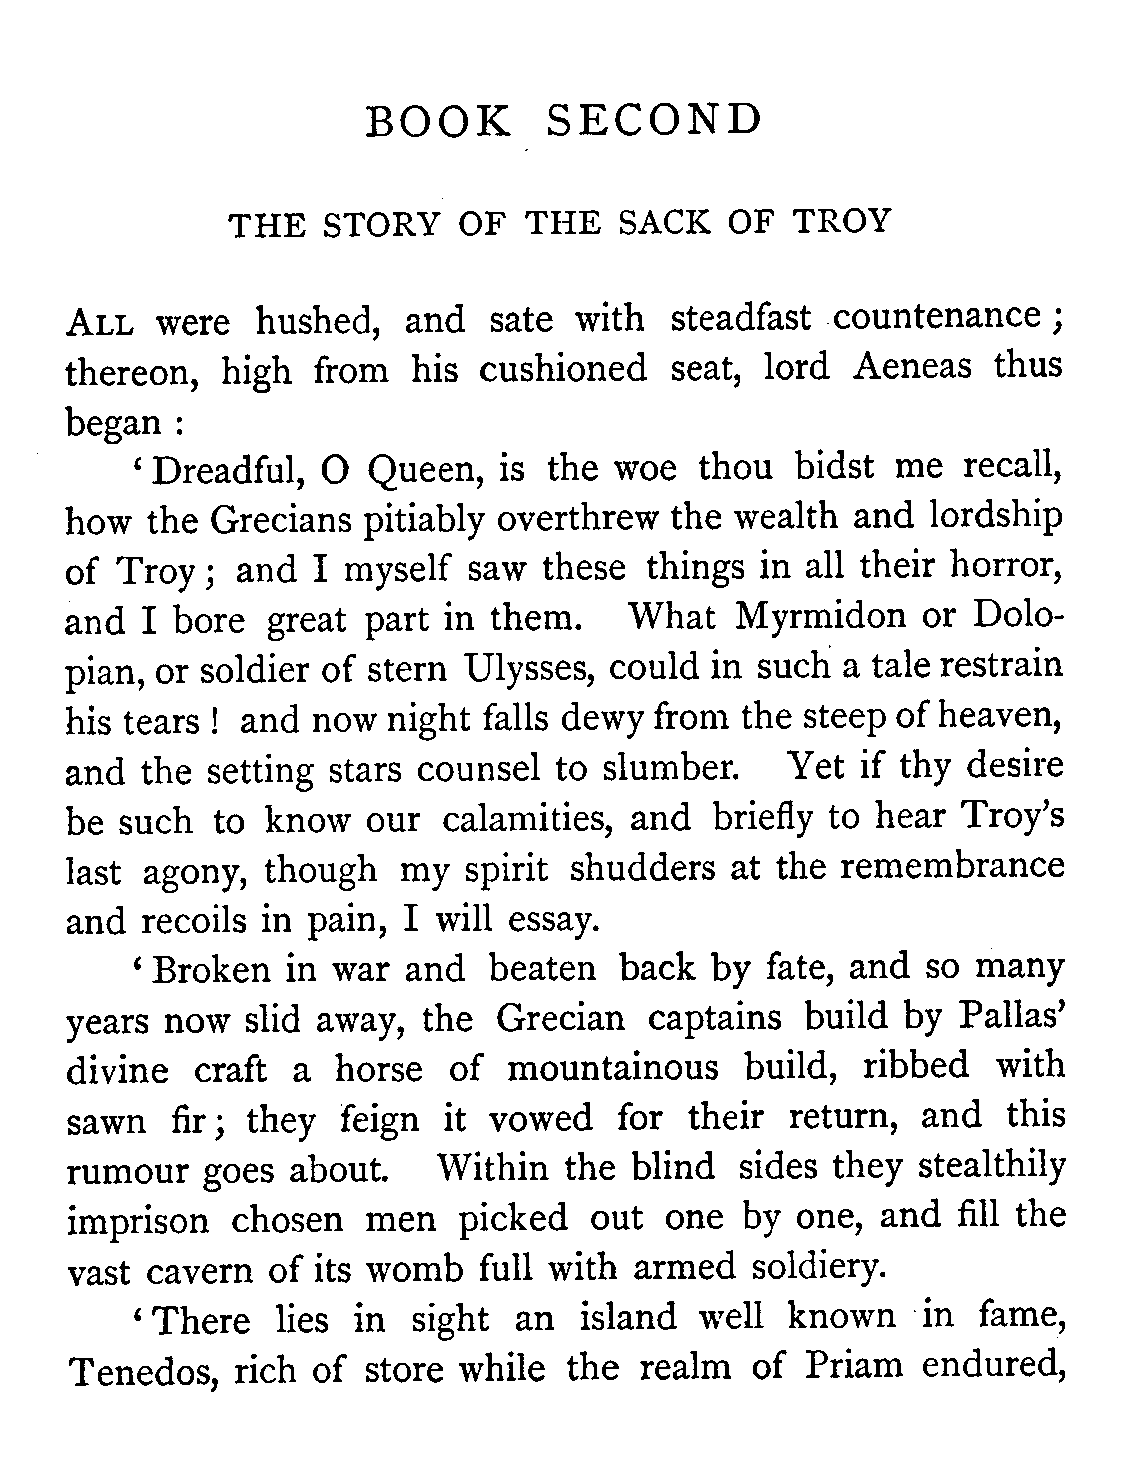 BOOK SECOND
THE STORY OF THE SACK OF TROY
ALL were hushed, and sate with steadfast countenance ;
thereon, high from his cushioned seat, lord Aeneas thus
began :
‘ Dreadful, O Queen, is the woe thou bidst me recall,
how the Grecians pitiably overthrew the wealth and lordship
of Troy ; and I myself saw these things in all their horror,
and I bore great part in them. What Myrmidon or Dolo-
pian, or soldier of stern Ulysses, could in such a tale restrain
his tears ! and now night falls dewy from the steep of heaven,
and the setting stars counsel to slumber. Yet if thy desire
be such to know our calamities, and briefly to hear Troy’s
last agony, though my spirit shudders at the remembrance
and recoils in pain, I will essay.
‘ Broken in war and beaten back by fate, and so many
years now slid away, the Grecian captains build by Pallas’
divine craft a horse of mountainous build, ribbed with
sawn fir ; they feign it vowed for their return, and this
rumour goes about. Within the blind sides they stealthily
imprison chosen men picked out one by one, and fill the
vast cavern of its womb full with armed soldiery.
‘ There lies in sight an island well known in fame,
Tenedos, rich of store while the realm of Priam endured,